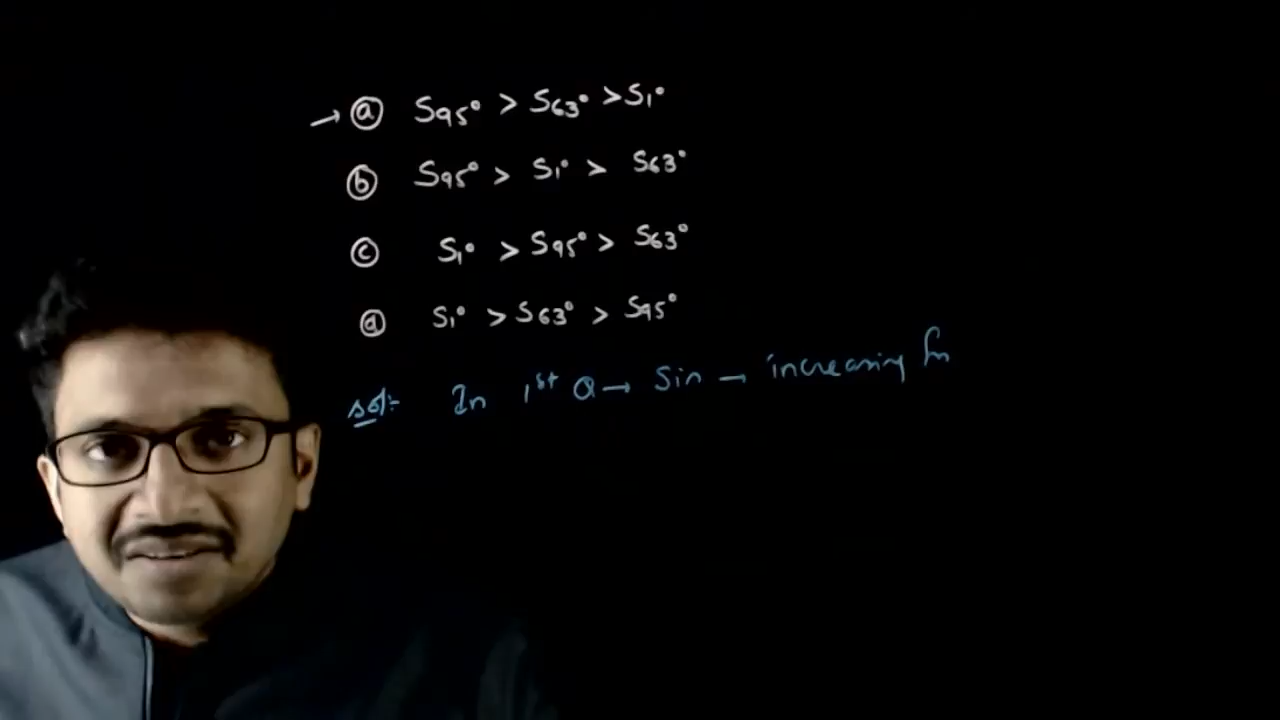 → ⓐ S95° > S63° > S1°
ⓑ S95° > S1° > S63°
ⓒ S1° > S95° > S63°
ⓓ S1° > S63° > S95°
sol:- In 1st Q → Sin → increasing fn